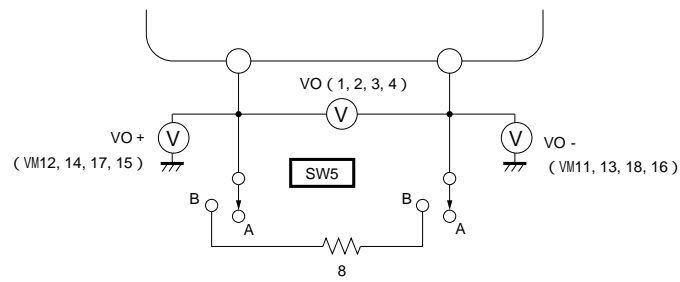 VO ( 1, 2, 3, 4 )
V
V
V
VO +
( VM12, 14, 17, 15 )
VO -
( VM11, 13, 18, 16 )
SW5
B
A
B
A
8